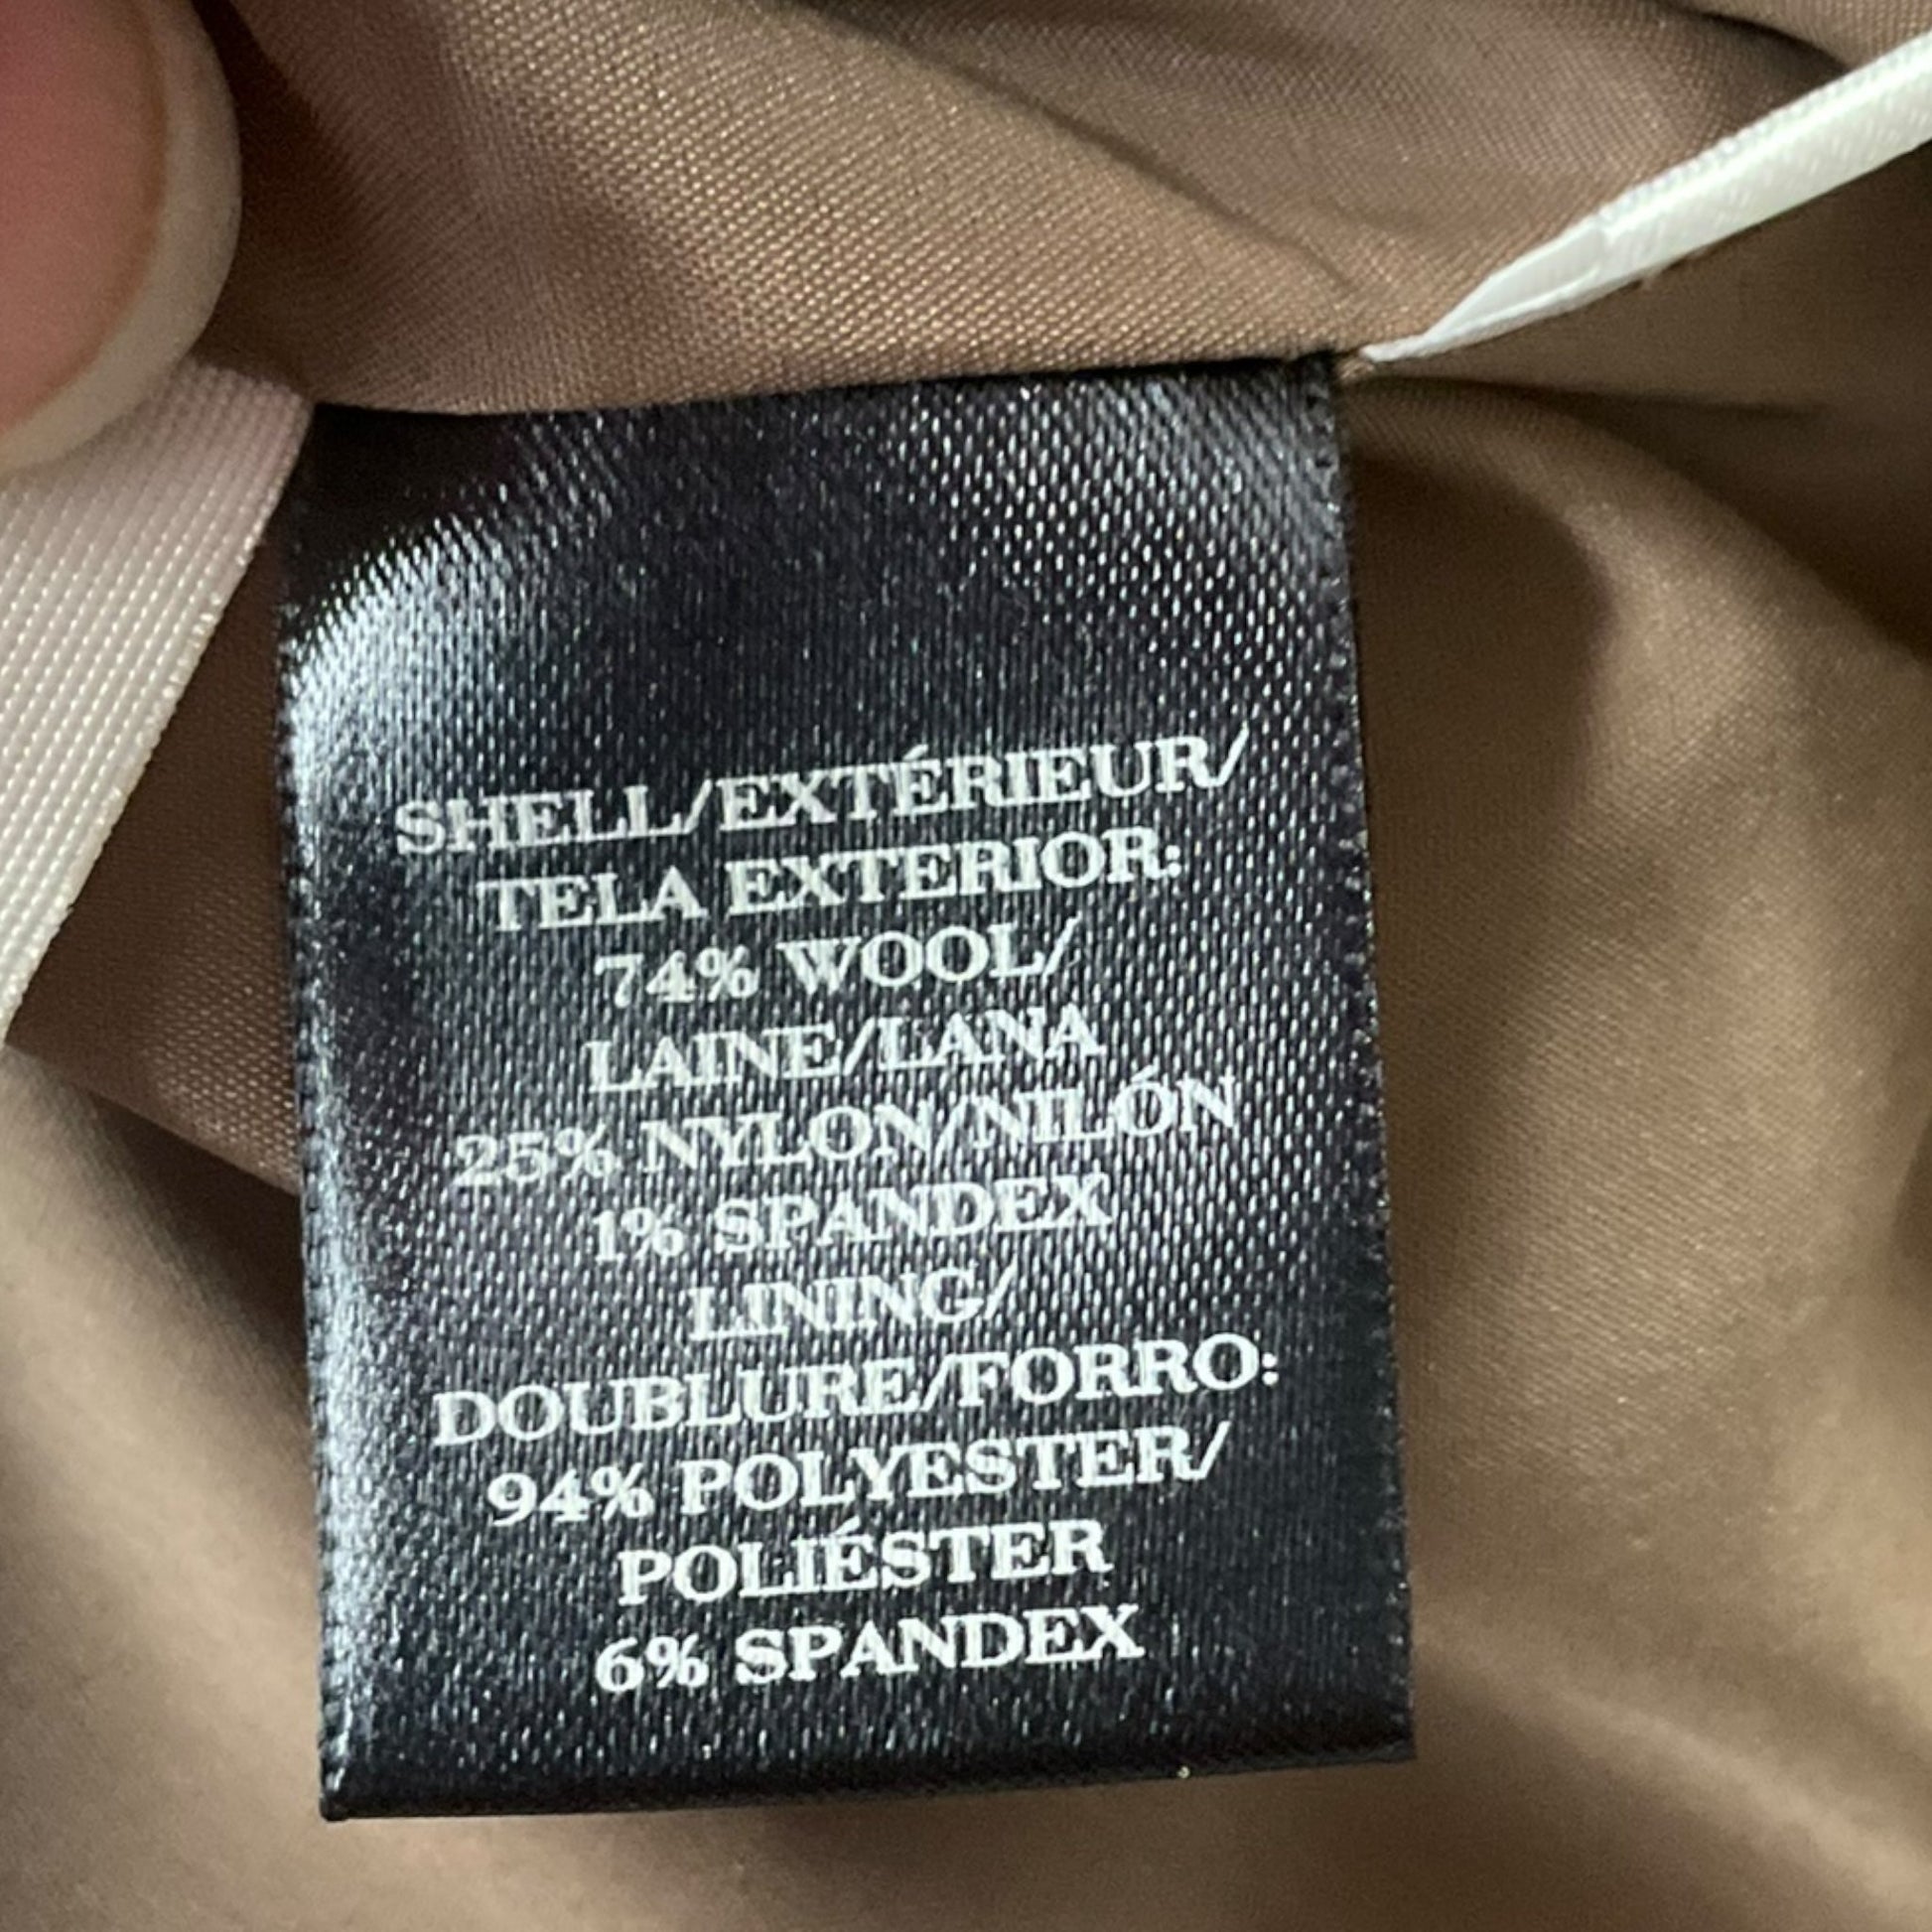 SHELL/EXTÉRIEUR/
TELA EXTERIOR:
74% WOOL/
LAINE/LANA
25% NYLON/NILÓN
1% SPANDEX
LINING/
DOUBLURE/FORRO:
94% POLYESTER/
POLIÉSTER
6% SPANDEX